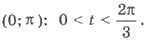 (0; π): 0 < t < 2π/3.